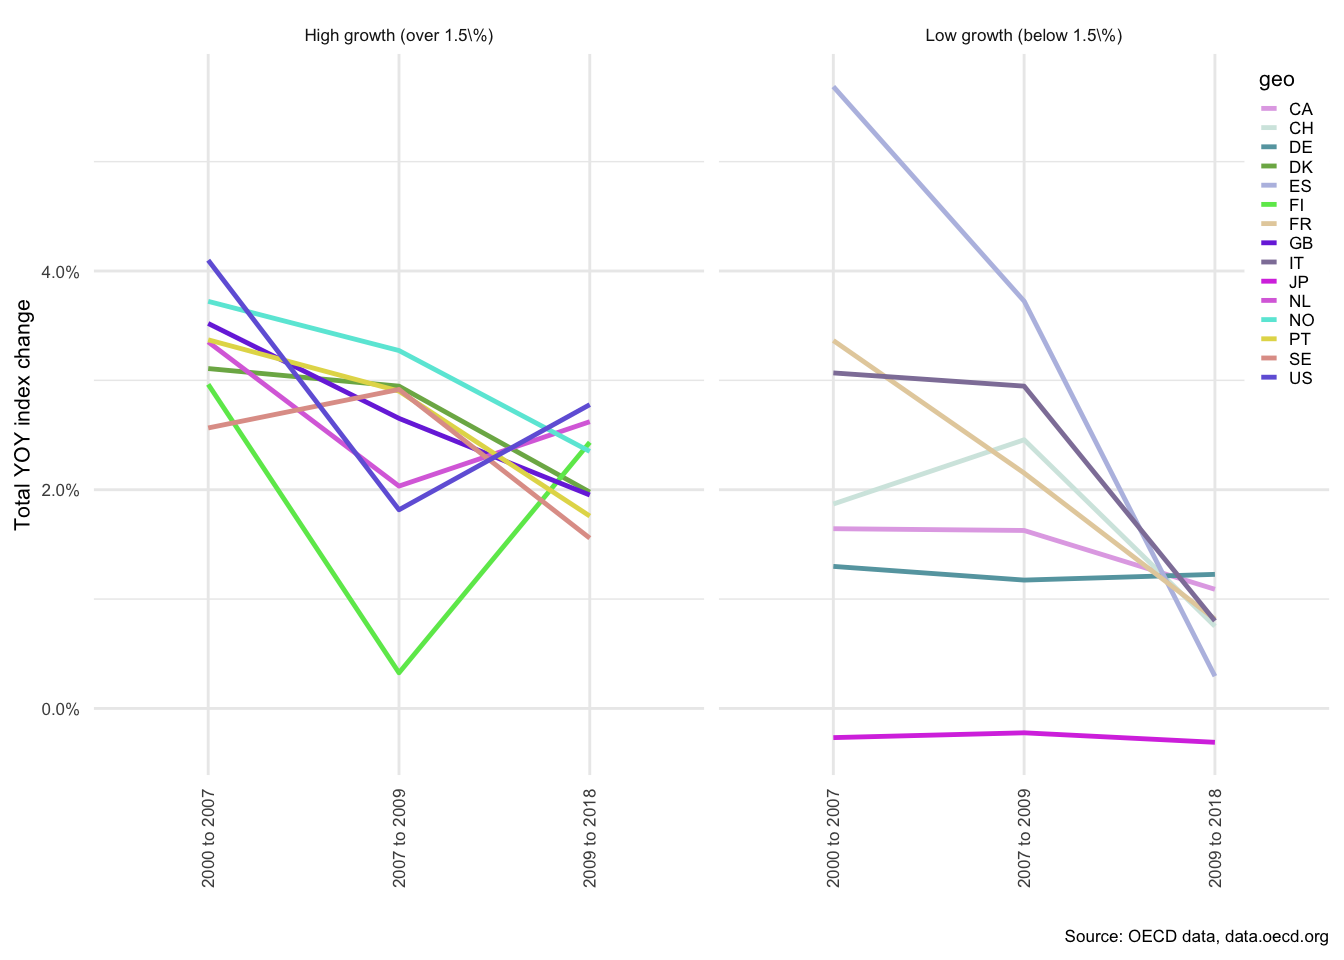 High growth (over 1.5\%)
Low growth (below 1.5\%)
Total YOY index change
4.0%
2.0%
0.0%
2000 to 2007
2007 to 2009
2009 to 2018
2000 to 2007
2007 to 2009
2009 to 2018
geo
CA
CH
DE
DK
ES
FI
FR
GB
IT
JP
NL
NO
PT
SE
US
Source: OECD data, data.oecd.org